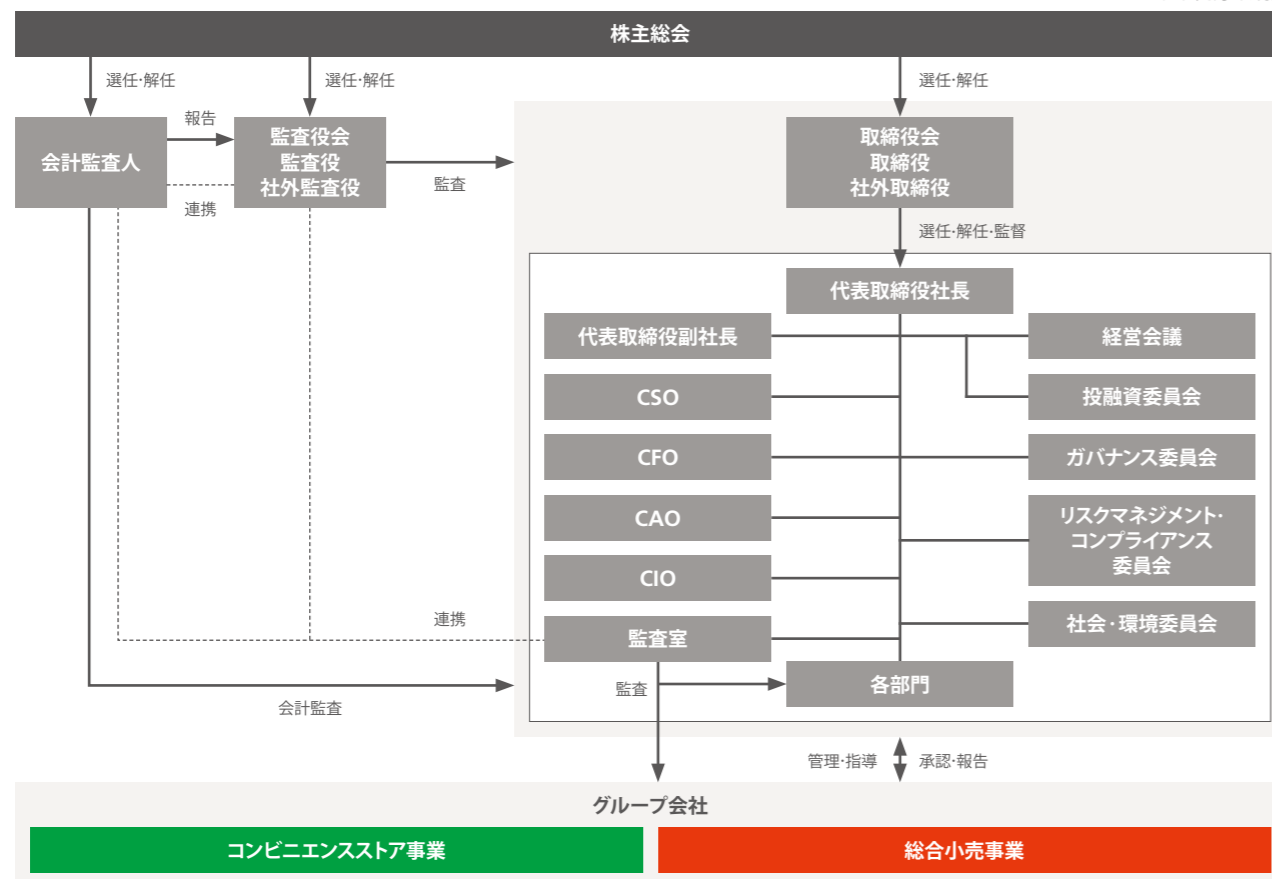 株主総会
選任・解任
選任・解任
選任・解任
報告
会計監査人
監査役会
監査役
社外監査役
監査
連携
取締役会
取締役
社外取締役
選任・解任・監督
代表取締役社長
代表取締役副社長
経営会議
CSO
投融資委員会
CFO
ガバナンス委員会
CAO
リスクマネジメント・
コンプライアンス
委員会
CIO
連携
監査室
社会・環境委員会
監査
各部門
会計監査
管理・指導
承認・報告
グループ会社
コンビニエンスストア事業
総合小売事業